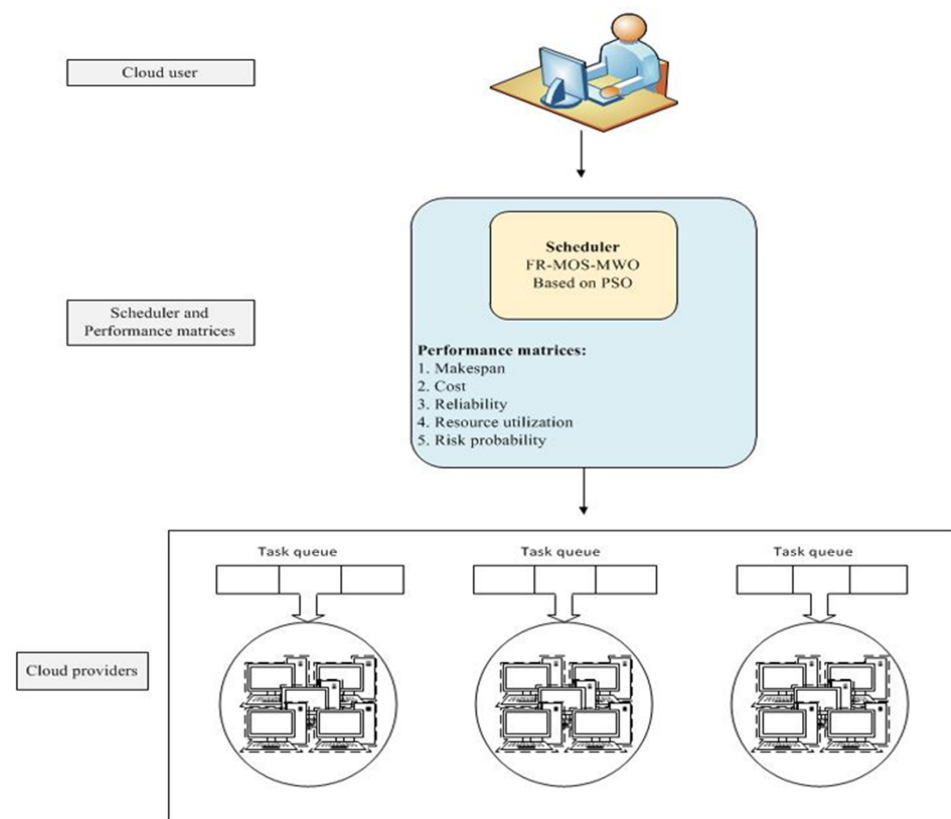 Cloud user
Scheduler
FR-MOS-MWO
Based on PSO
Scheduler and
Performance matrices
Performance matrices:
1. Makespan
2. Cost
3. Reliability
4. Resource utilization
5. Risk probability
Task queue
Task queue
Task queue
Cloud providers